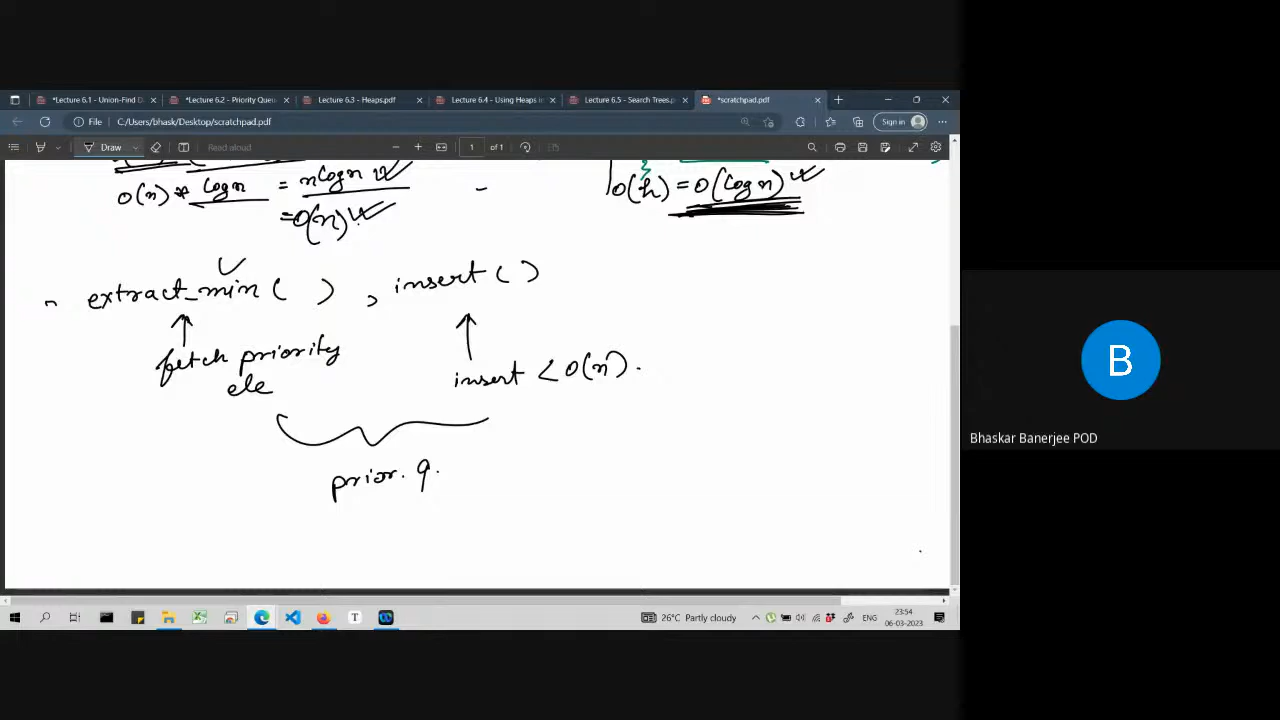 *Lecture 6.1 - Union-Find D
*Lecture 6.2 - Priority Queu
Lecture 6.3 - Heaps.pdf
Lecture 6.4 - Using Heaps in
Lecture 6.5 - Search Trees.p
*scratchpad.pdf
File C:/Users/bhask/Desktop/scratchpad.pdf
Sign in
Draw Read aloud 1 of 1
O(n) * log n = n log n
= O(n)
O(h) = O(log n)
extract_min( ) , insert( )
fetch priority
ele
insert < O(n).
prior. q.
Bhaskar Banerjee POD
B
26°C Partly cloudy ENG 23:54
06-03-2023